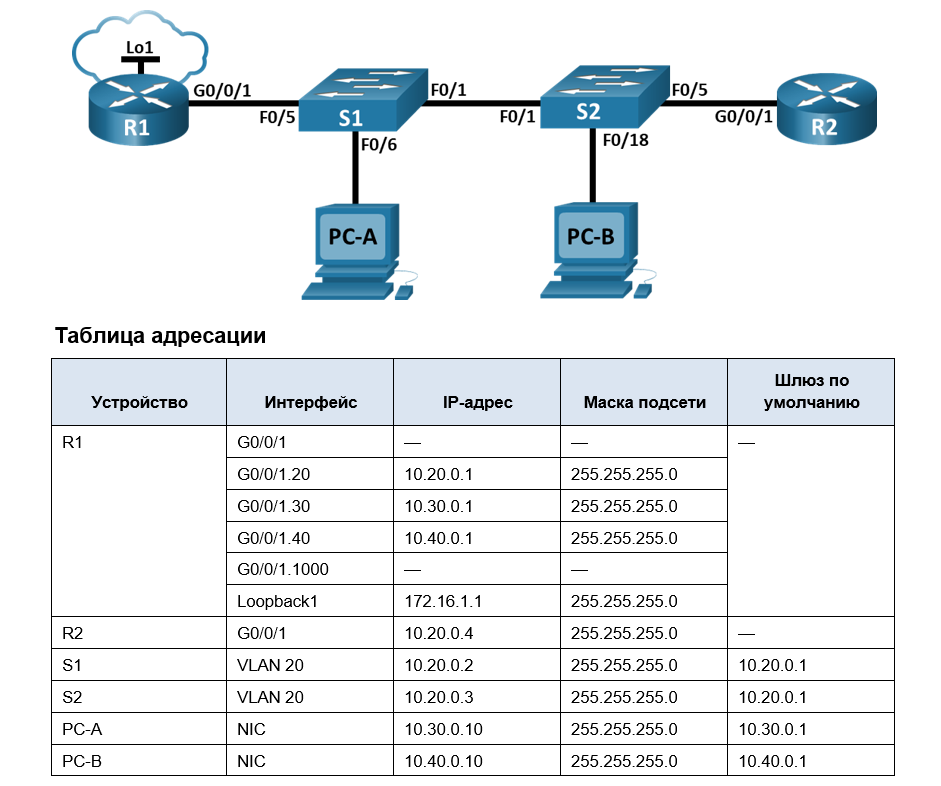 Lo1
G0/0/1 F0/1 F0/5
R1 F0/5 S1 F0/1 S2 G0/0/1 R2
F0/6 F0/18
PC-A PC-B
Таблица адресации
Устройство Интерфейс IP-адрес Маска подсети Шлюз по умолчанию
R1 G0/0/1 — — —
G0/0/1.20 10.20.0.1 255.255.255.0
G0/0/1.30 10.30.0.1 255.255.255.0
G0/0/1.40 10.40.0.1 255.255.255.0
G0/0/1.1000 — —
Loopback1 172.16.1.1 255.255.255.0
R2 G0/0/1 10.20.0.4 255.255.255.0 —
S1 VLAN 20 10.20.0.2 255.255.255.0 10.20.0.1
S2 VLAN 20 10.20.0.3 255.255.255.0 10.20.0.1
PC-A NIC 10.30.0.10 255.255.255.0 10.30.0.1
PC-B NIC 10.40.0.10 255.255.255.0 10.40.0.1